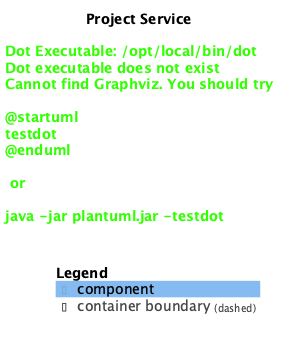 Project Service
Dot Executable: /opt/local/bin/dot
Dot executable does not exist
Cannot find Graphviz. You should try
@startuml
testdot
@enduml
or
java -jar plantuml.jar -testdot
Legend
▯ component
▯ container boundary (dashed)